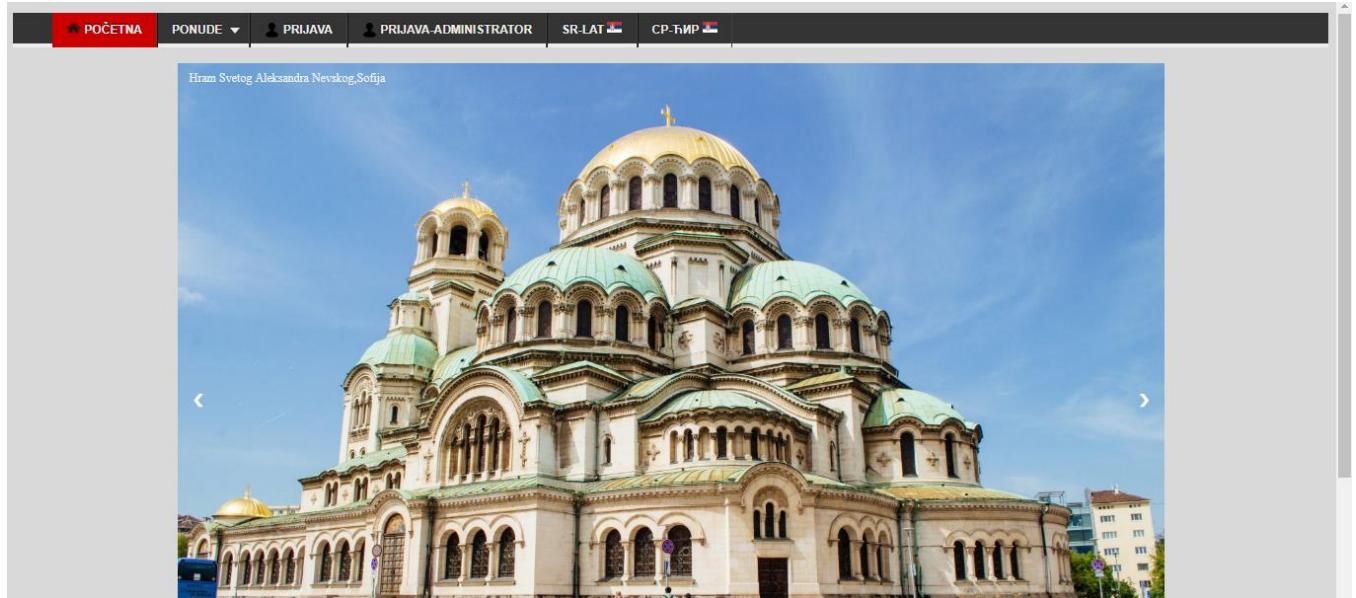 POČETNA PONUDE PRIJAVA PRIJAVA-ADMINISTRATOR SR-LAT СР-ЋИР
Hram Svetog Aleksandra Nevskog,Sofija